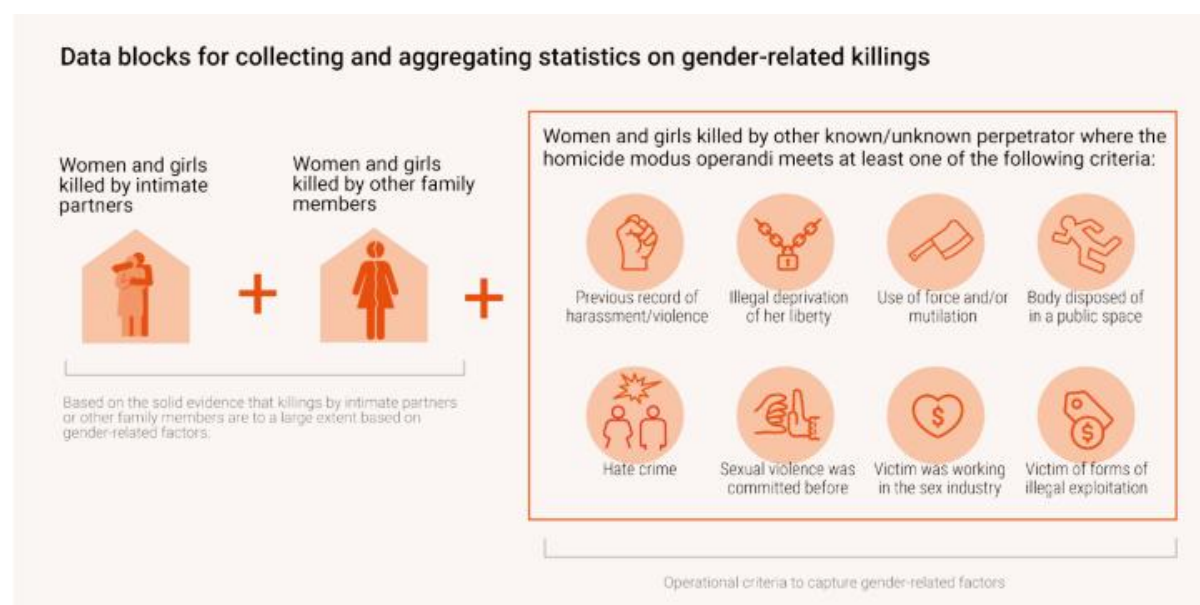 Data blocks for collecting and aggregating statistics on gender-related killings
Women and girls
killed by intimate
partners
Women and girls
killed by other family
members
Based on the solid evidence that killings by intimate partners
or other family members are to a large extent based on
gender-related factors.
Women and girls killed by other known/unknown perpetrator where the
homicide modus operandi meets at least one of the following criteria:
Previous record of
harassment/violence
Illegal deprivation
of her liberty
Use of force and/or
mutilation
Body disposed of
in a public space
Hate crime
Sexual violence was
committed before
Victim was working
in the sex industry
Victim of forms of
illegal exploitation
Operational criteria to capture gender-related factors